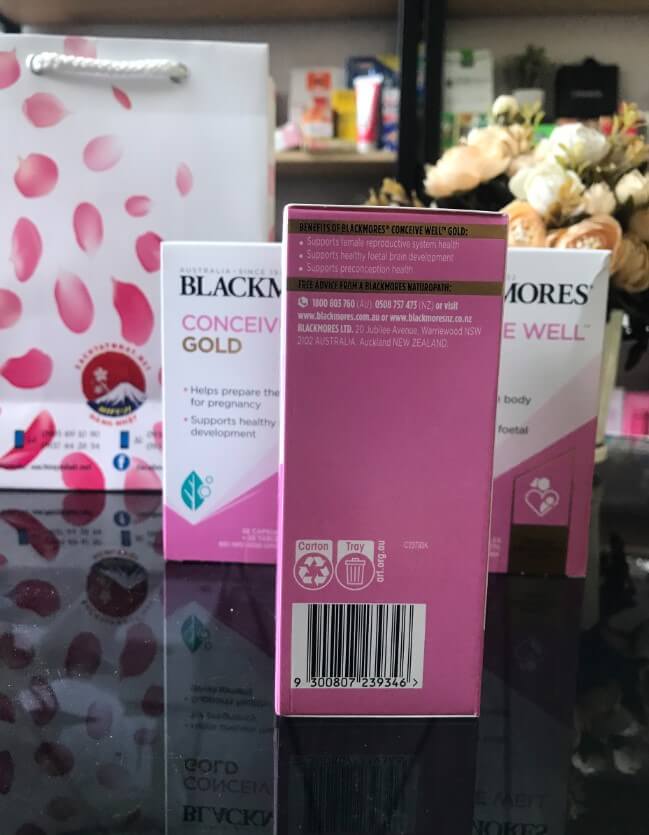 BENEFITS OF BLACKMORES® CONCEIVE WELL™ GOLD:
• Supports female reproductive system health
• Supports healthy foetal brain development
• Supports preconception health
FREE ADVICE FROM A BLACKMORES NATUROPATH:
1800 803 760 (AU) 0508 757 473 (NZ) or visit
www.blackmores.com.au or www.blackmoresnz.co.nz
BLACKMORES LTD. 20 Jubilee Avenue, Warriewood NSW
2102 AUSTRALIA. Auckland NEW ZEALAND.
Carton
Tray
arl.org.au
9 300807 239346 >
AUSTRALIA • SINCE
BLACKM
CONCEIV
GOLD
• Helps prepare the
for pregnancy
• Supports healthy
development
MORES
E WELL™
body
foetal